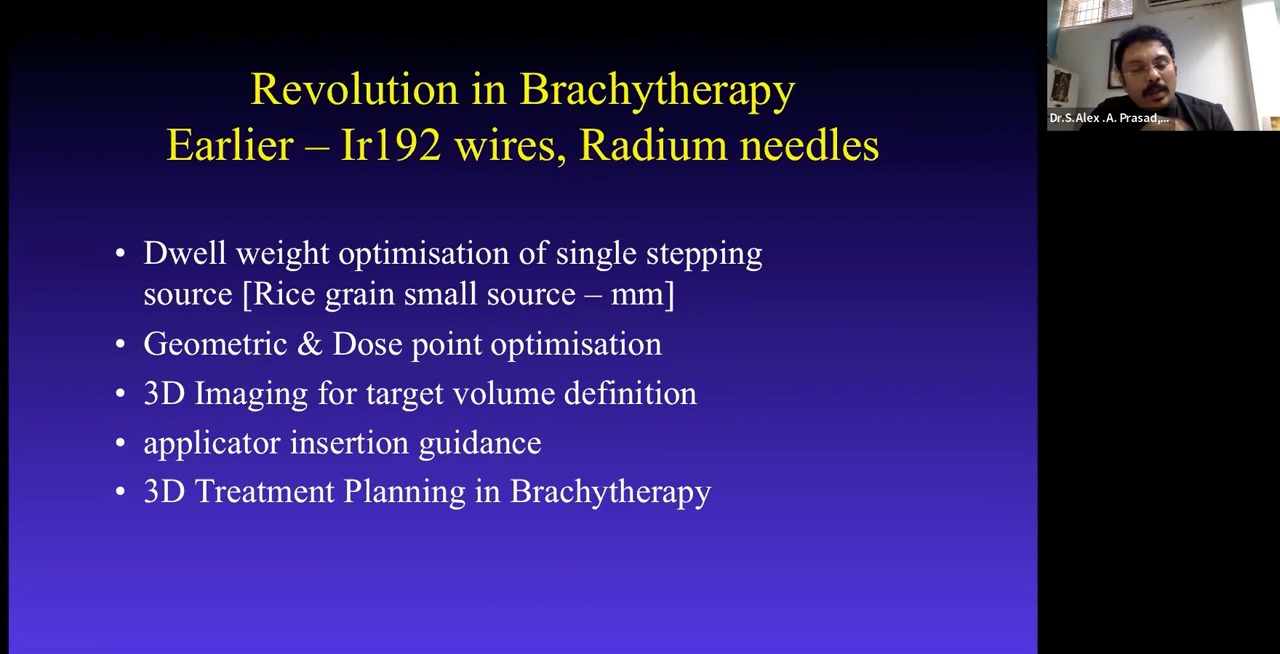 Revolution in Brachytherapy
Earlier – Ir192 wires, Radium needles
• Dwell weight optimisation of single stepping
source [Rice grain small source – mm]
• Geometric & Dose point optimisation
• 3D Imaging for target volume definition
• applicator insertion guidance
• 3D Treatment Planning in Brachytherapy
Dr.S.Alex .A. Prasad,...